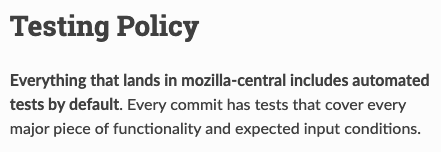 Testing Policy
Everything that lands in mozilla-central includes automated
tests by default. Every commit has tests that cover every
major piece of functionality and expected input conditions.